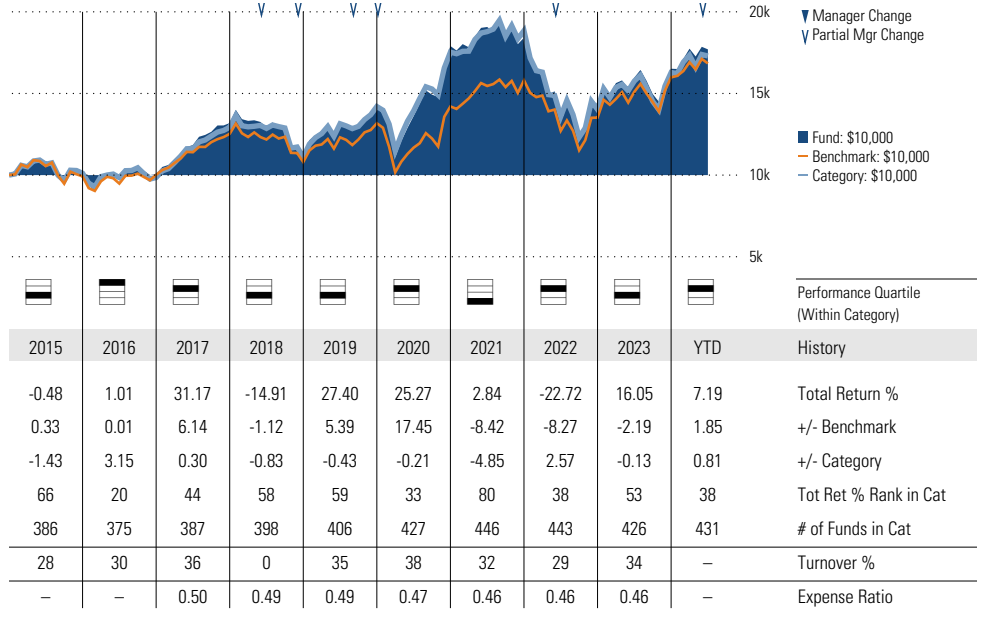 20k
15k
10k
5k
Manager Change
Partial Mgr Change
Fund: $10,000
Benchmark: $10,000
Category: $10,000
Performance Quartile
(Within Category)
2015 2016 2017 2018 2019 2020 2021 2022 2023 YTD History
-0.48 1.01 31.17 -14.91 27.40 25.27 2.84 -22.72 16.05 7.19 Total Return %
0.33 0.01 6.14 -1.12 5.39 17.45 -8.42 -8.27 -2.19 1.85 +/- Benchmark
-1.43 3.15 0.30 -0.83 -0.43 -0.21 -4.85 2.57 -0.13 0.81 +/- Category
66 20 44 58 59 33 80 38 53 38 Tot Ret % Rank in Cat
386 375 387 398 406 427 446 443 426 431 # of Funds in Cat
28 30 36 0 35 38 32 29 34 – Turnover %
– – 0.50 0.49 0.49 0.47 0.46 0.46 0.46 – Expense Ratio